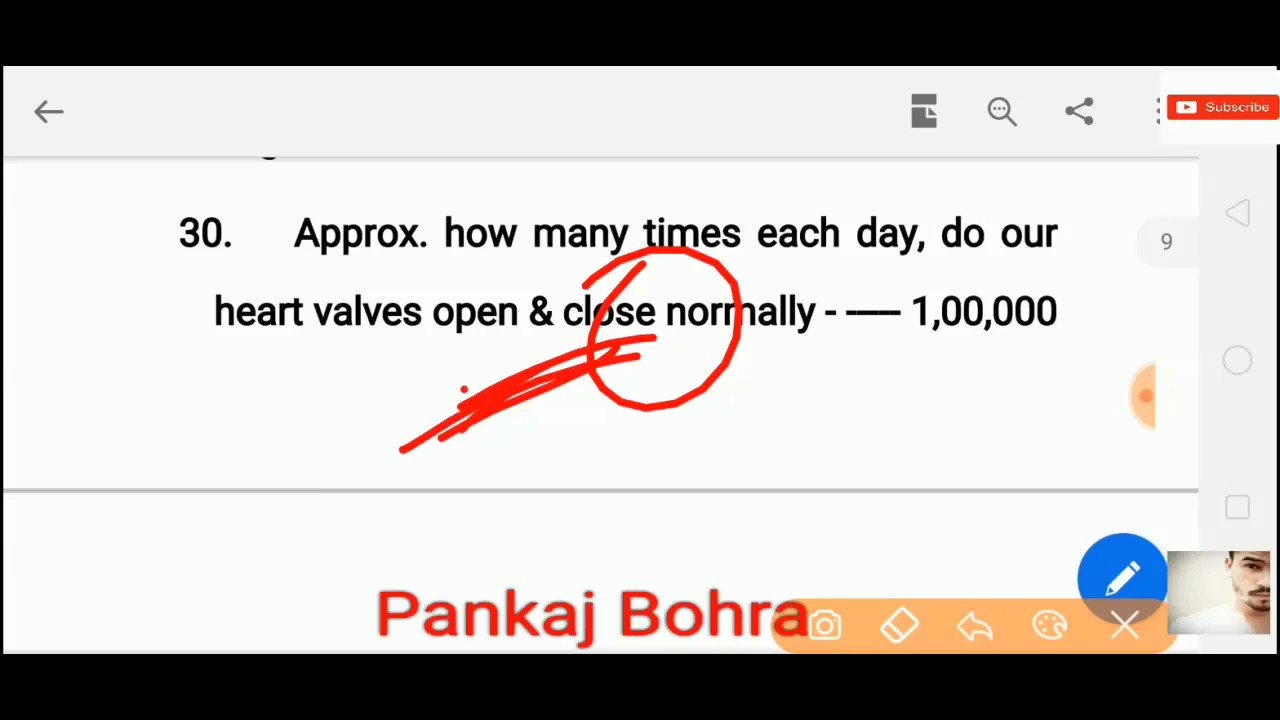 Subscribe
30. Approx. how many times each day, do our
9
heart valves open & close normally - ----- 1,00,000
Pankaj Bohra